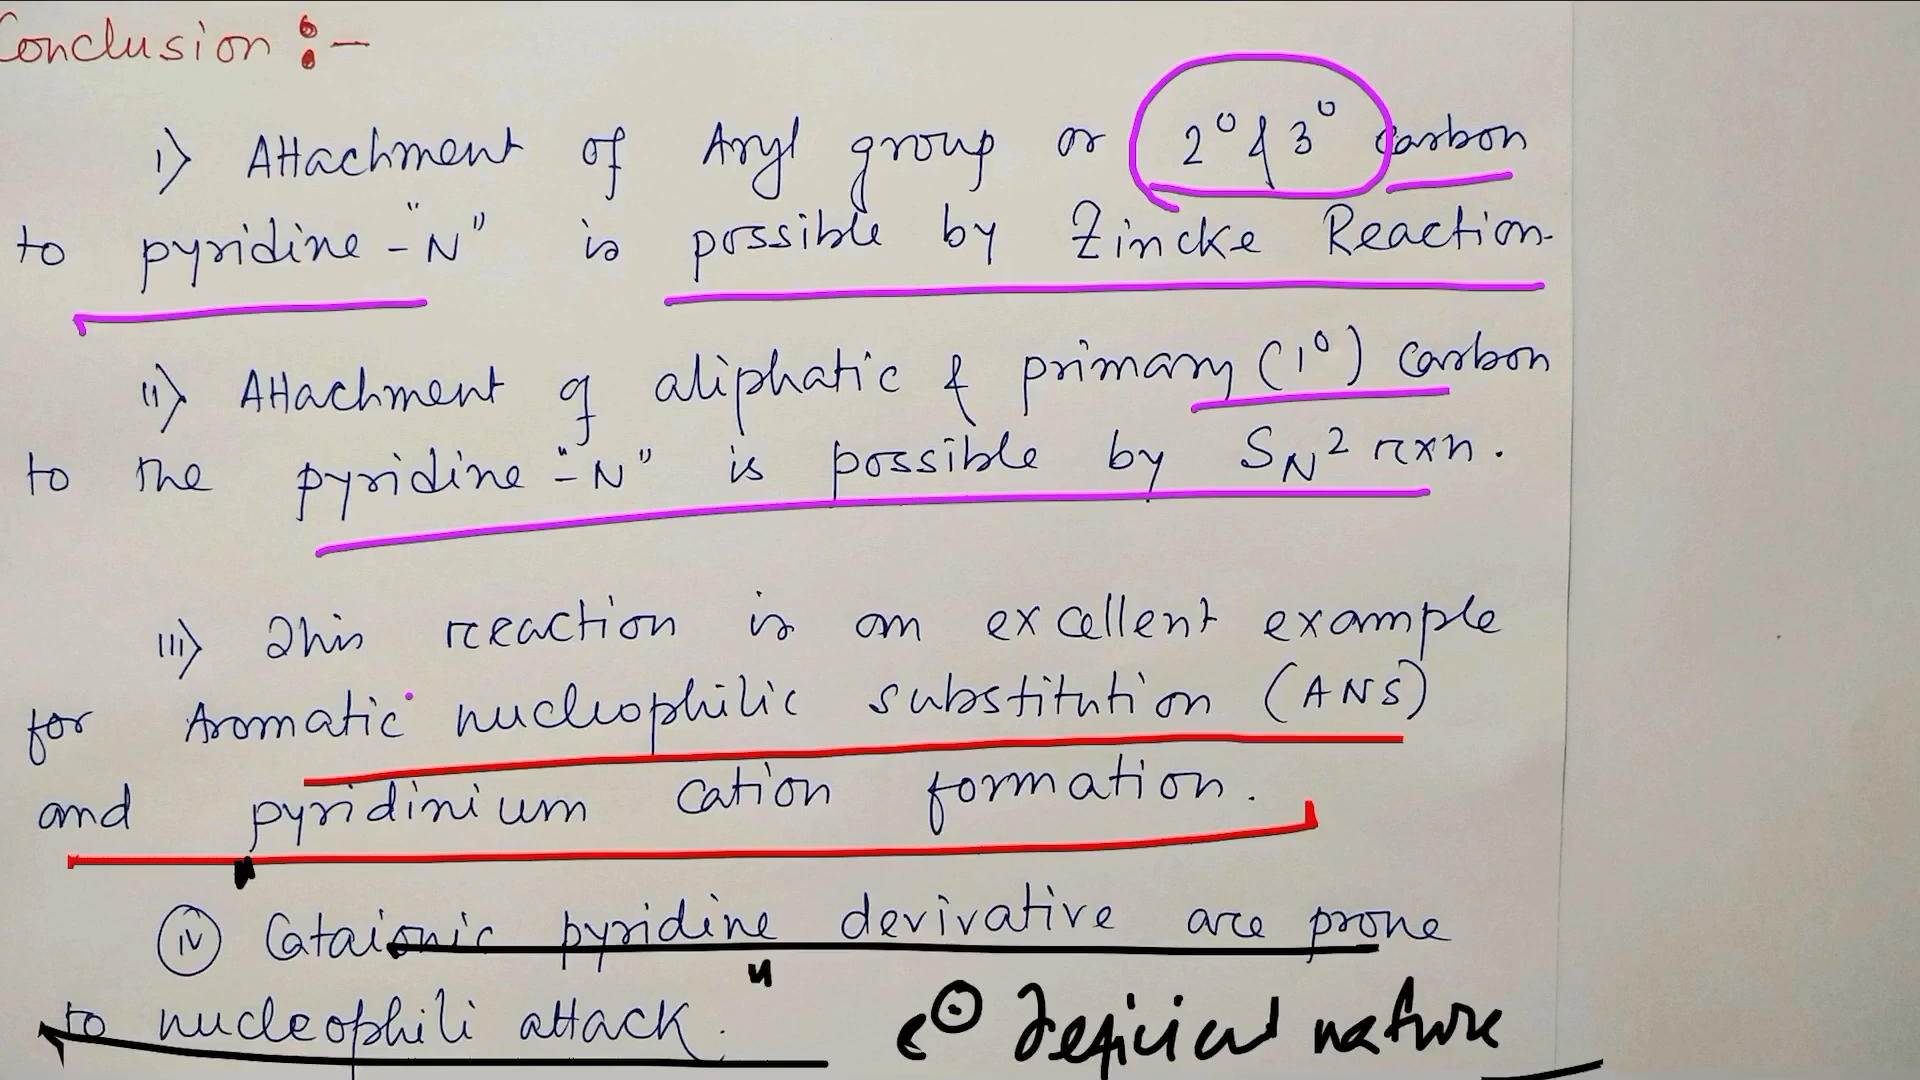 Conclusion :-
i) Attachment of Aryl group or 2° & 3° carbon
to pyridine - "N" is possible by Zincke Reaction.
ii) Attachment of aliphatic & primary (1°) carbon
to the pyridine - "N" is possible by SN2 rxn.
iii) This reaction is an excellent example
for Aromatic nucleophilic substitution (ANS)
and pyridinium cation formation.
iv) Cataionic pyridine derivative are prone
to nucleophili attack.
e⊖ deficient nature